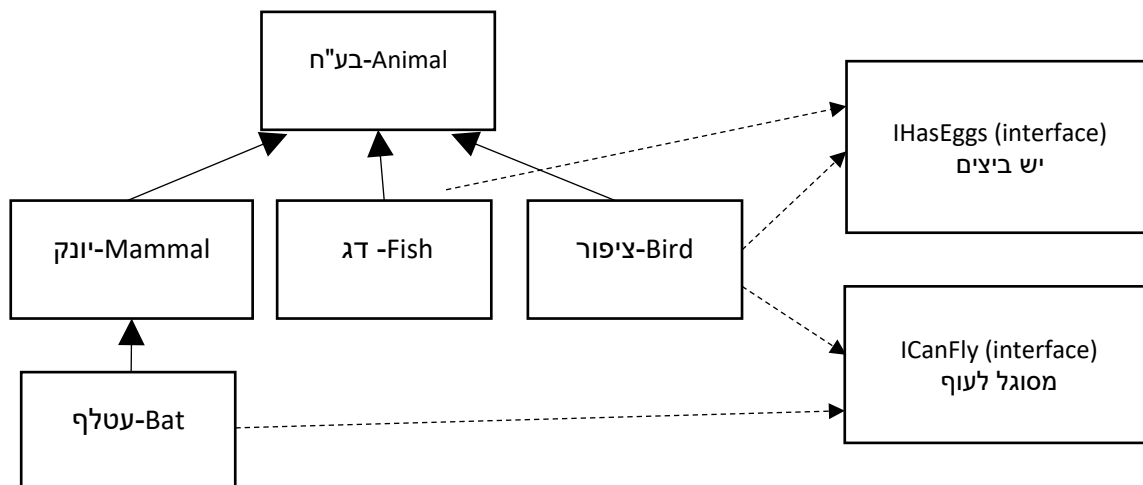 בע"ח-Animal
IHasEggs (interface)
יש ביצים
יונק-Mammal
דג -Fish
ציפור-Bird
ICanFly (interface)
מסוגל לעוף
עטלף-Bat